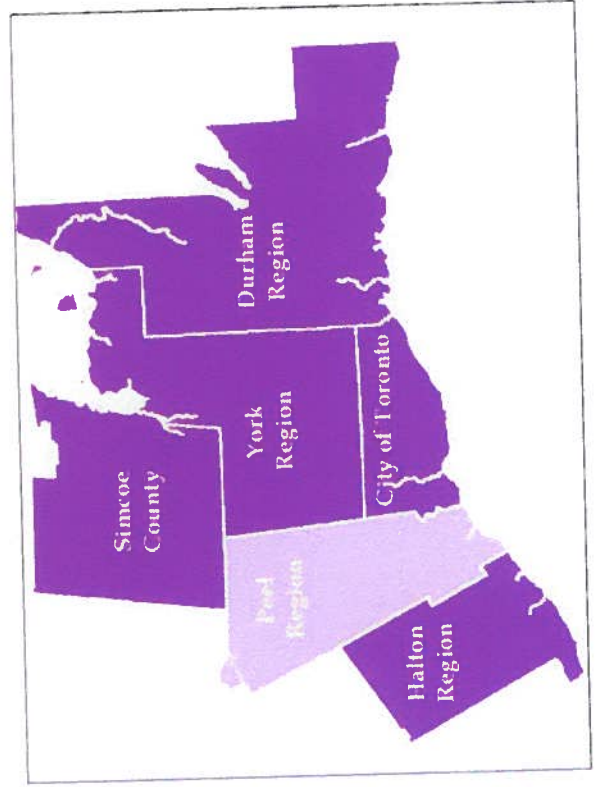 Simcoe
County
York
Region
Durham
Region
Peel
Region
City of Toronto
Halton
Region